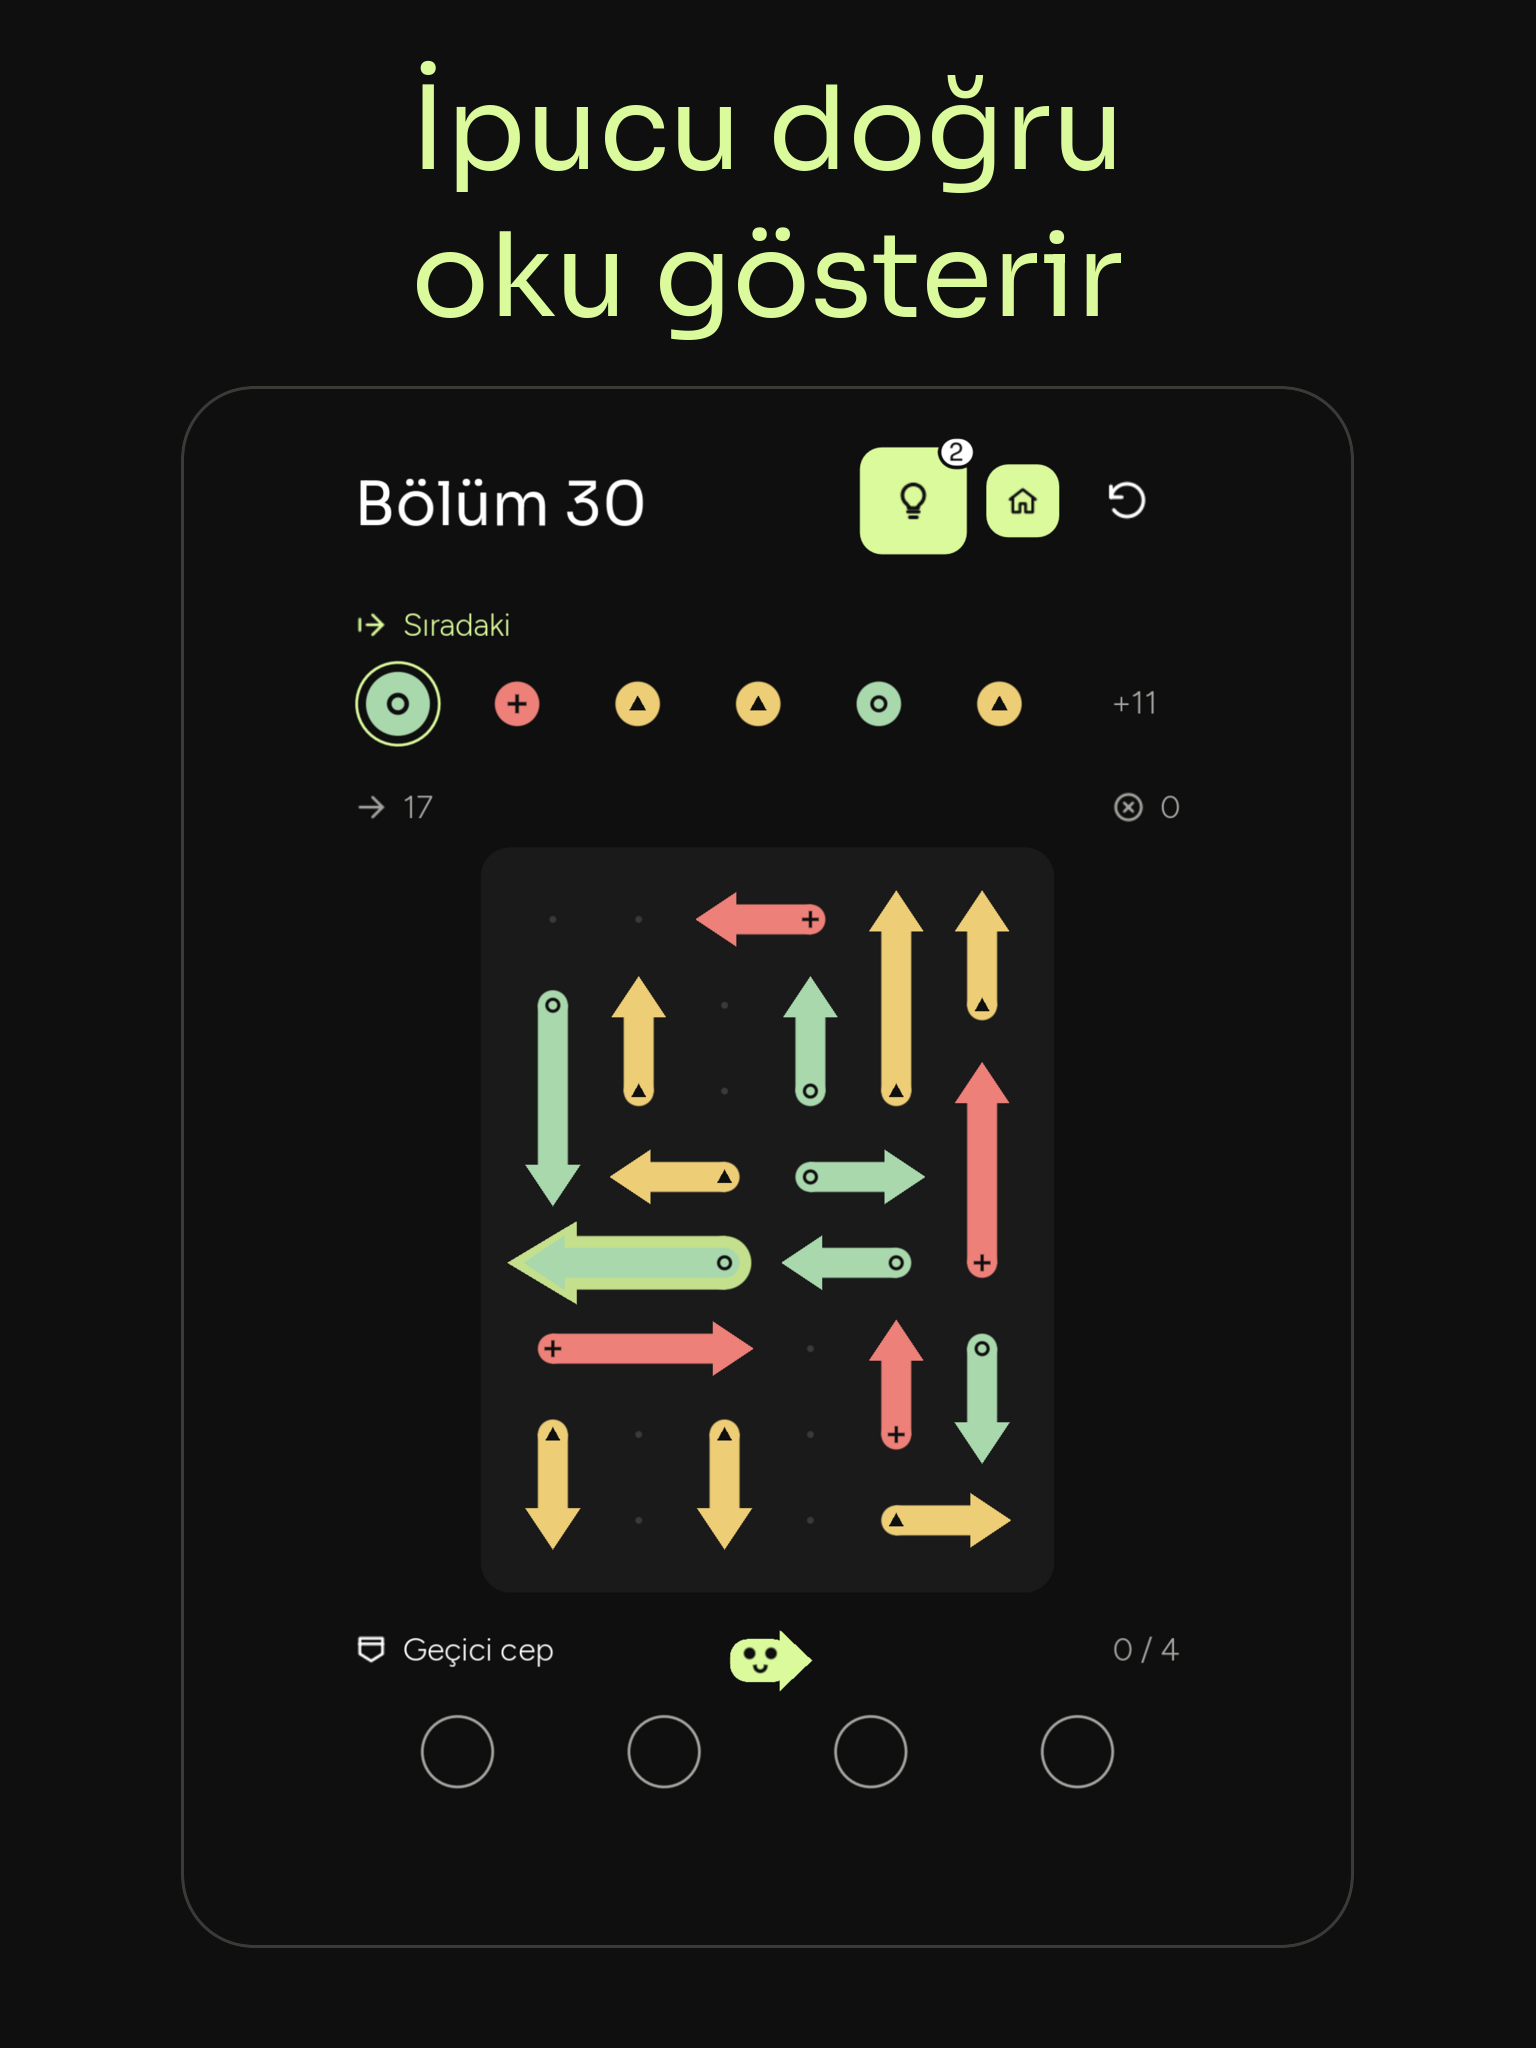 İpucu doğru
oku gösterir
Bölüm 30
2
Sıradaki
+11
17
0
Geçici cep
0 / 4